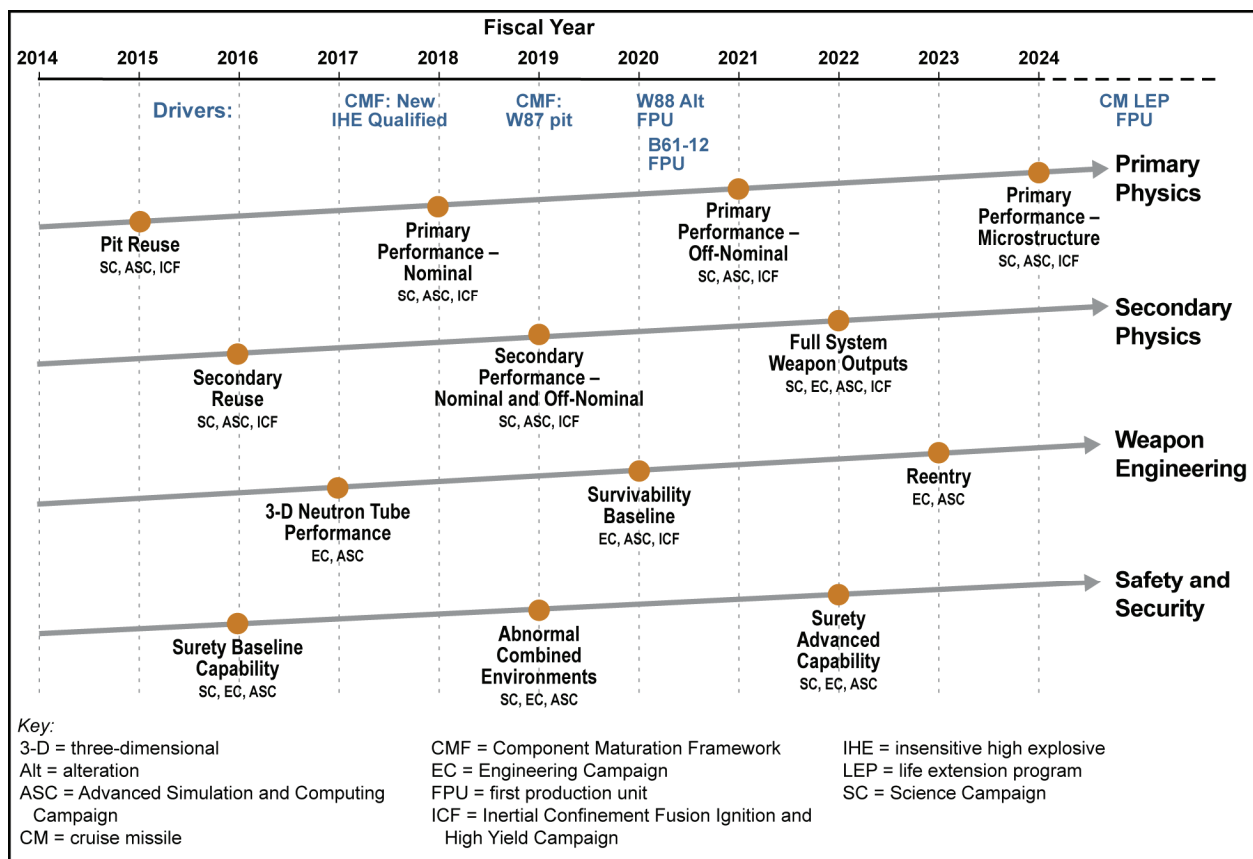 Fiscal Year
2014 2015 2016 2017 2018 2019 2020 2021 2022 2023 2024
Drivers:
CMF: New
IHE Qualified
CMF:
W87 pit
W88 Alt
FPU
B61-12
FPU
CM LEP
FPU
Primary
Physics
Pit Reuse
SC, ASC, ICF
Primary
Performance –
Nominal
SC, ASC, ICF
Primary
Performance –
Off-Nominal
SC, ASC, ICF
Primary
Performance –
Microstructure
SC, ASC, ICF
Secondary
Physics
Secondary
Reuse
SC, ASC, ICF
Secondary
Performance –
Nominal and Off-Nominal
SC, ASC, ICF
Full System
Weapon Outputs
SC, EC, ASC, ICF
Weapon
Engineering
3-D Neutron Tube
Performance
EC, ASC
Survivability
Baseline
EC, ASC, ICF
Reentry
EC, ASC
Safety and
Security
Surety Baseline
Capability
SC, EC, ASC
Abnormal
Combined
Environments
SC, EC, ASC
Surety
Advanced
Capability
SC, EC, ASC
Key:
3-D = three-dimensional
Alt = alteration
ASC = Advanced Simulation and Computing
Campaign
CM = cruise missile
CMF = Component Maturation Framework
EC = Engineering Campaign
FPU = first production unit
ICF = Inertial Confinement Fusion Ignition and
High Yield Campaign
IHE = insensitive high explosive
LEP = life extension program
SC = Science Campaign